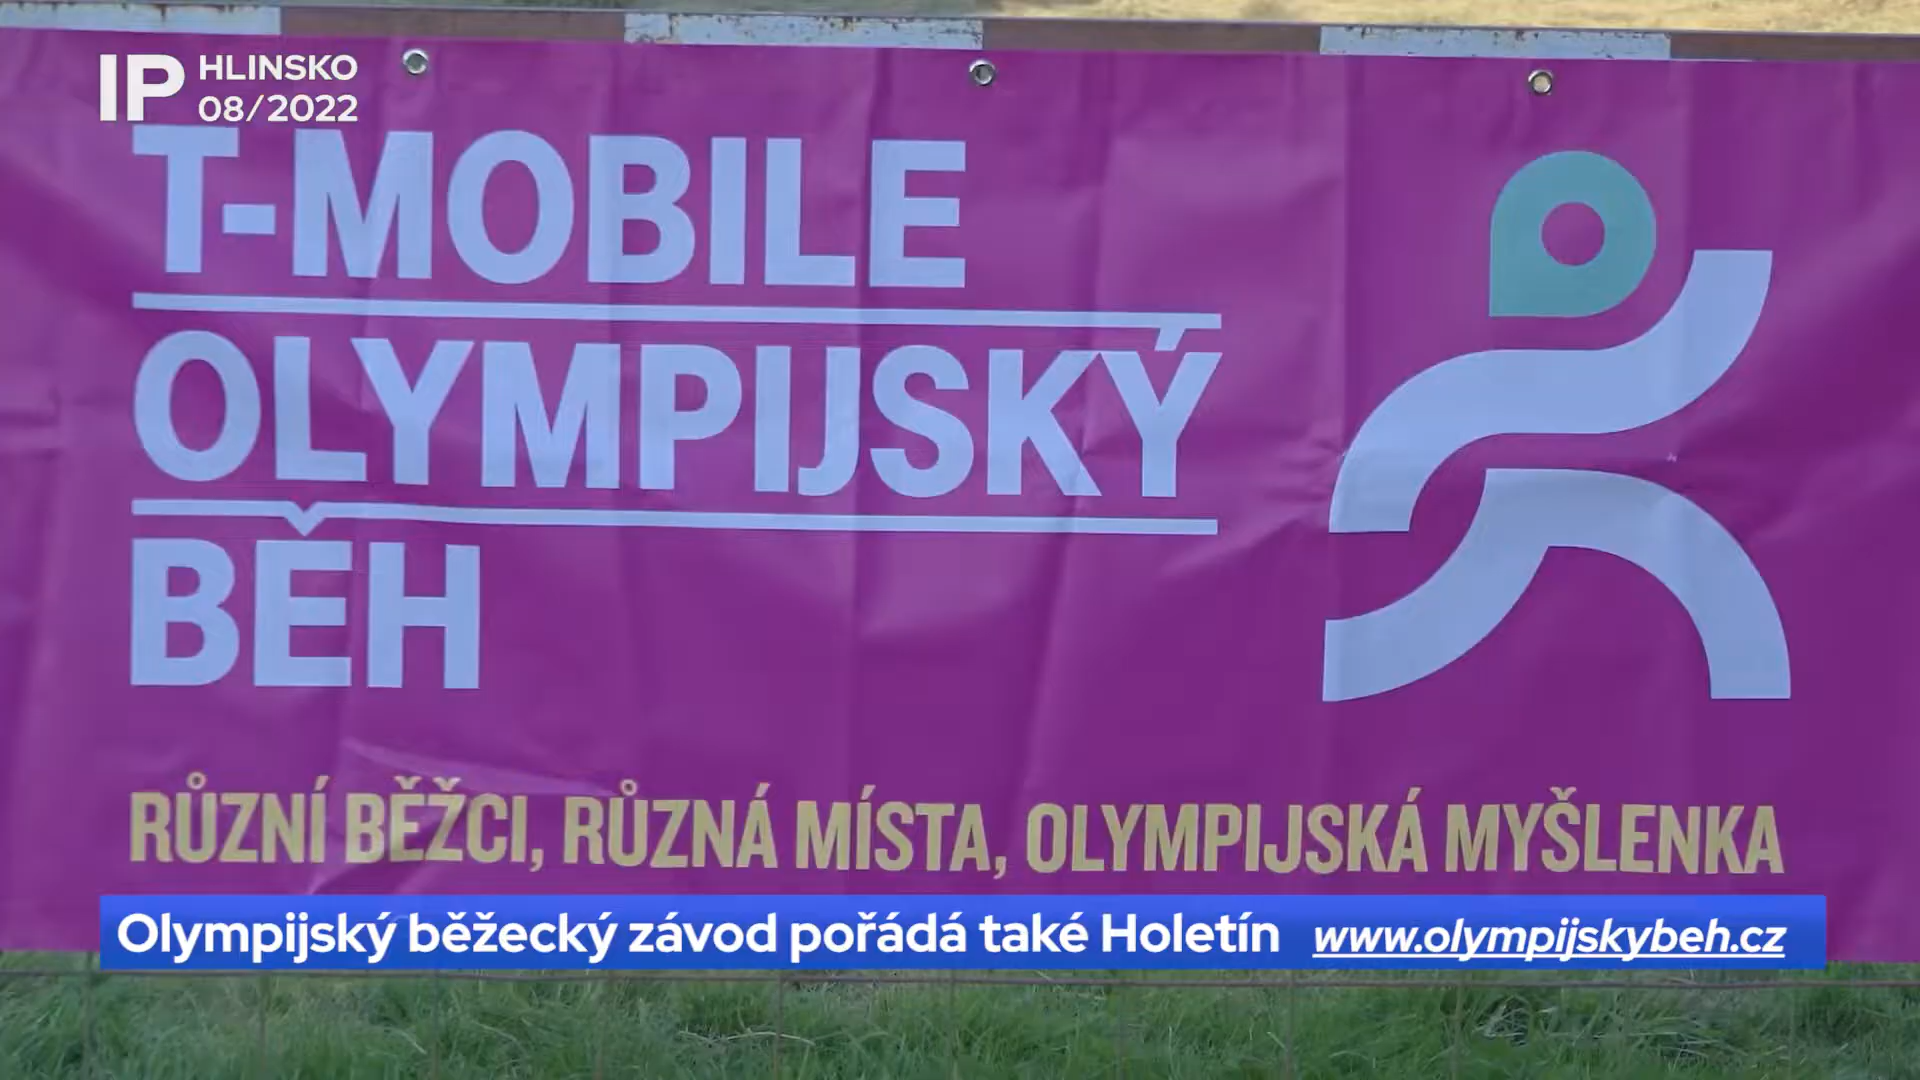 IP HLINSKO
08/2022
T-MOBILE
OLYMPIJSKÝ
BĚH
RŮZNÍ BĚŽCI, RŮZNÁ MÍSTA, OLYMPIJSKÁ MYŠLENKA
Olympijský běžecký závod pořádá také Holetín www.olympijskybeh.cz